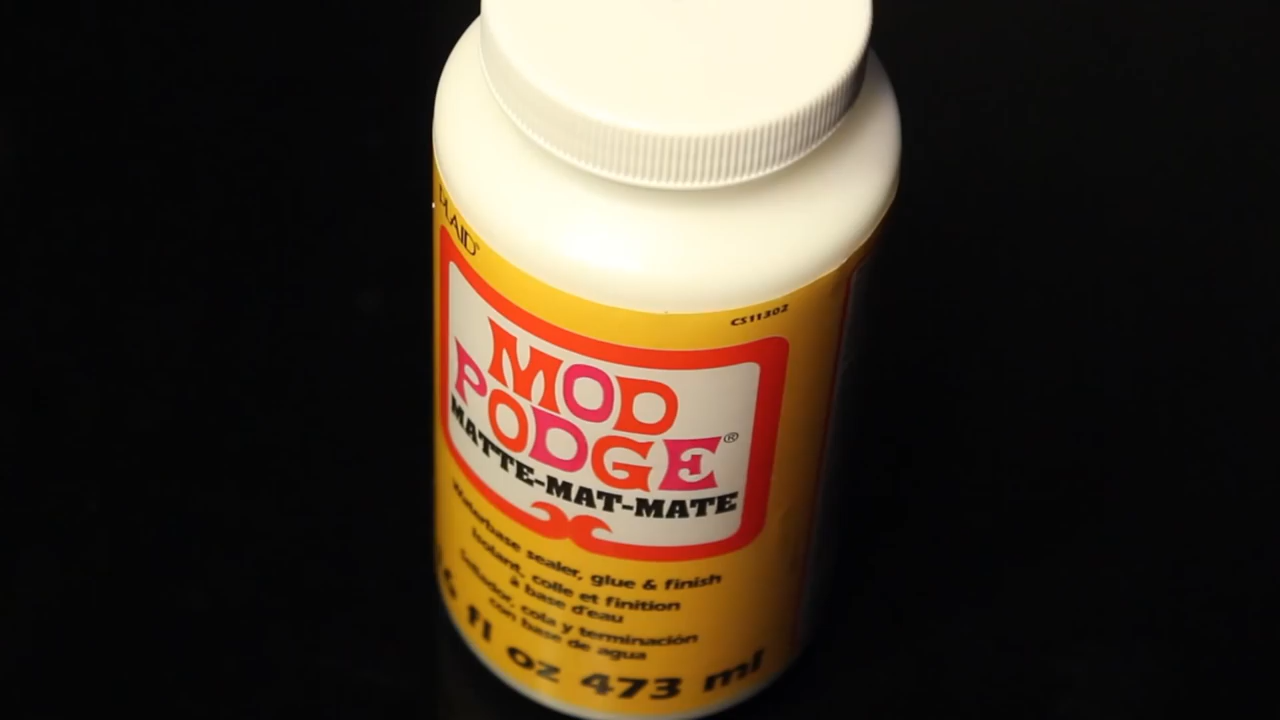 PLAID®
CS11302
MOD
PODGE®
MATTE-MAT-MATE
Waterbase sealer, glue & finish
Isolant, colle et finition
à base d'eau
Sellador, cola y terminación
con base de agua
16 fl oz 473 ml